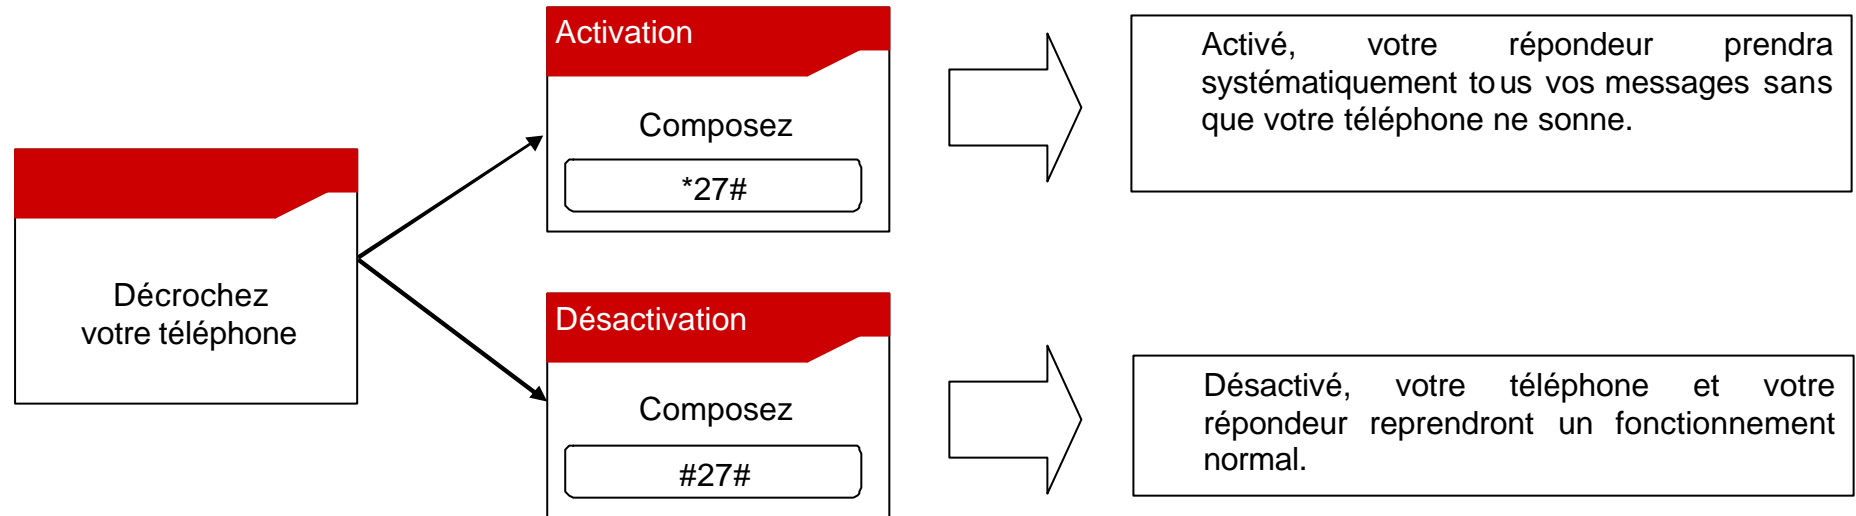 Décrochez
votre téléphone
Activation
Composez
*27#
Activé, votre répondeur prendra
systématiquement tous vos messages sans
que votre téléphone ne sonne.
Désactivation
Composez
#27#
Désactivé, votre téléphone et votre
répondeur reprendront un fonctionnement
normal.